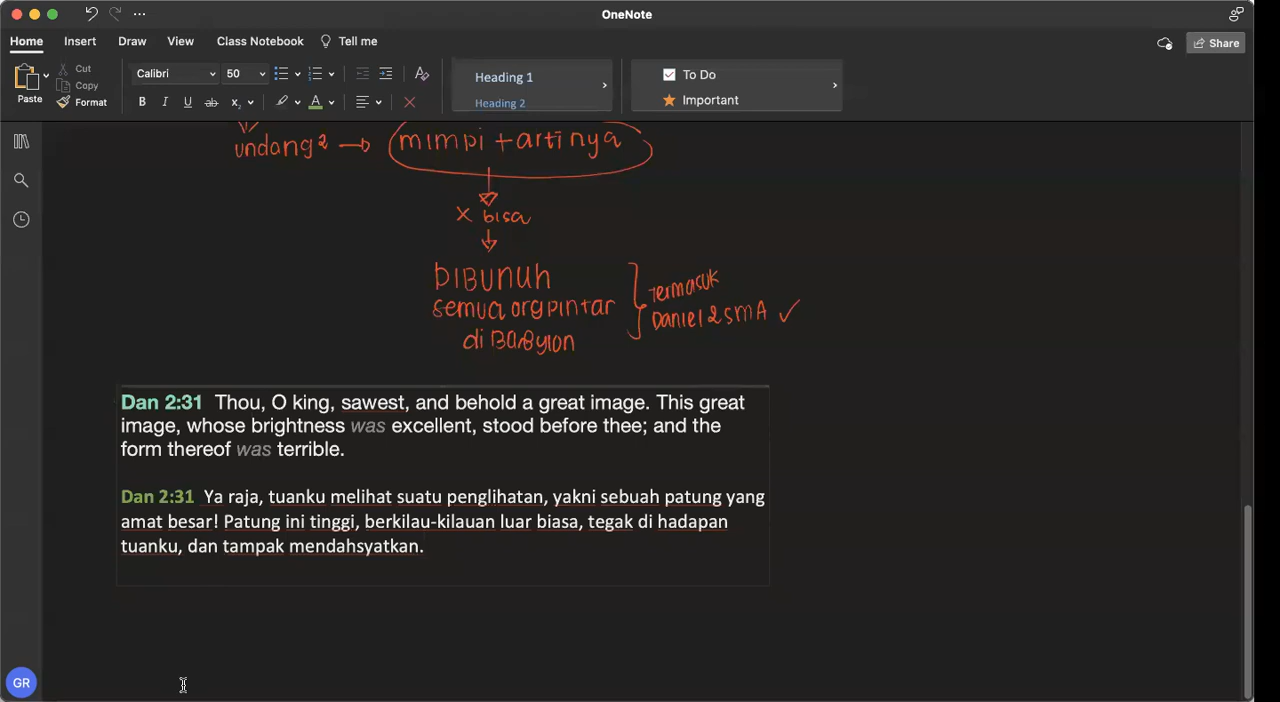 OneNote
Home Insert Draw View Class Notebook Tell me
Share
Paste
Cut
Copy
Format
Calibri 50
B I U ab x₂ A
Heading 1
Heading 2
To Do
Important
undang² → mimpi + artinya
x bisa
DIBUNUH
semua org pintar
di Babylon
Termasuk
Daniel 2 SMA ✓
Dan 2:31 Thou, O king, sawest, and behold a great image. This great
image, whose brightness was excellent, stood before thee; and the
form thereof was terrible.
Dan 2:31 Ya raja, tuanku melihat suatu penglihatan, yakni sebuah patung yang
amat besar! Patung ini tinggi, berkilau-kilauan luar biasa, tegak di hadapan
tuanku, dan tampak mendahsyatkan.
GR